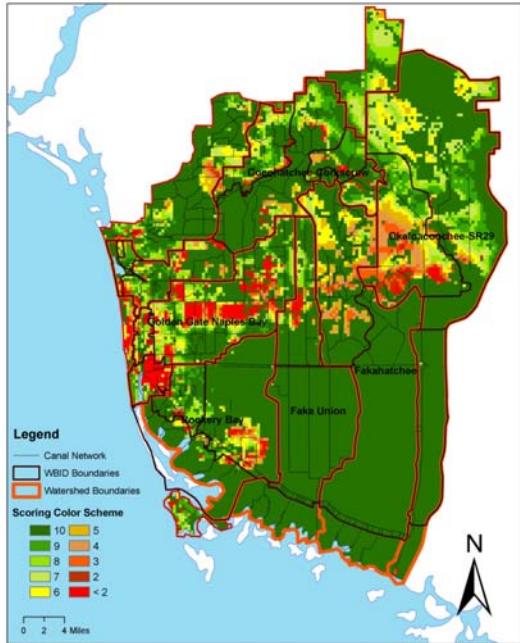 Cocohatchee-Corkscrew
Okaloacoochee-SR29
Golden Gate Naples Bay
Fakahatchee
Faka Union
Rookery Bay
Legend
Canal Network
WBID Boundaries
Watershed Boundaries
Scoring Color Scheme
10 5
9 4
8 3
7 2
6 < 2
0 2 4 Miles
N